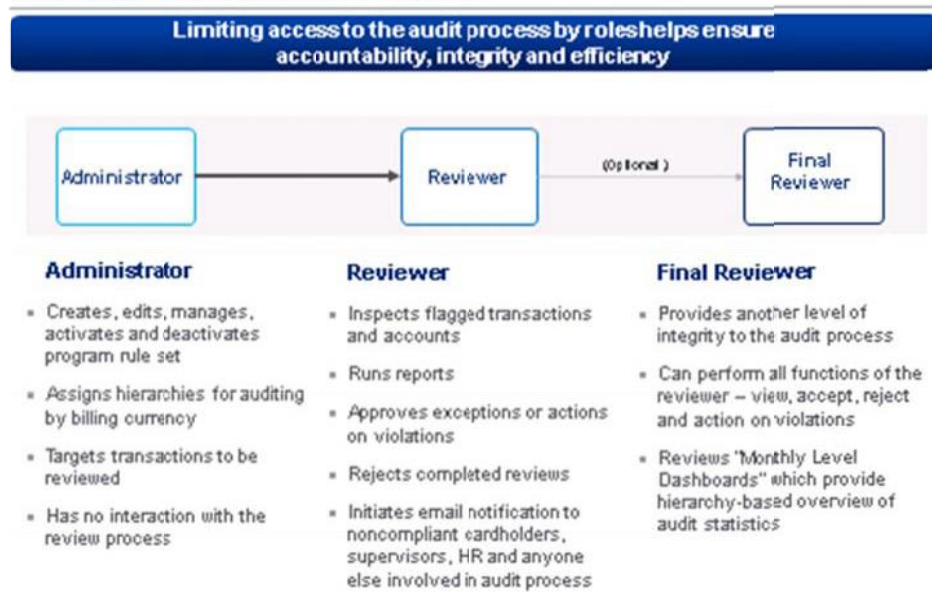 Limiting access to the audit process by roles helps ensure
accountability, integrity and efficiency
Administrator
Reviewer
(Optional)
Final
Reviewer
Administrator
▪ Creates, edits, manages,
activates and deactivates
program rule set
▪ Assigns hierarchies for auditing
by billing currency
▪ Targets transactions to be
reviewed
▪ Has no interaction with the
review process
Reviewer
▪ Inspects flagged transactions
and accounts
▪ Runs reports
▪ Approves exceptions or actions
on violations
▪ Rejects completed reviews
▪ Initiates email notification to
noncompliant cardholders,
supervisors, HR and anyone
else involved in audit process
Final Reviewer
▪ Provides another level of
integrity to the audit process
▪ Can perform all functions of the
reviewer – view, accept, reject
and action on violations
▪ Reviews "Monthly Level
Dashboards" which provide
hierarchy-based overview of
audit statistics